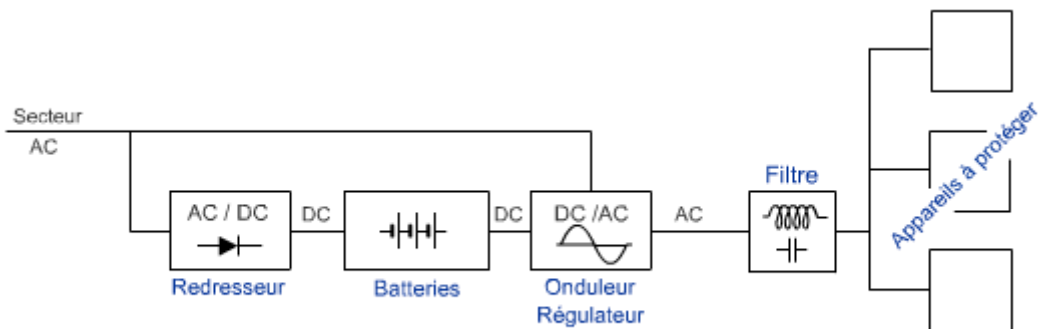 Secteur
AC
AC / DC
DC
DC
DC /AC
AC
Filtre
Appareils à protéger
Redresseur
Batteries
Onduleur
Régulateur